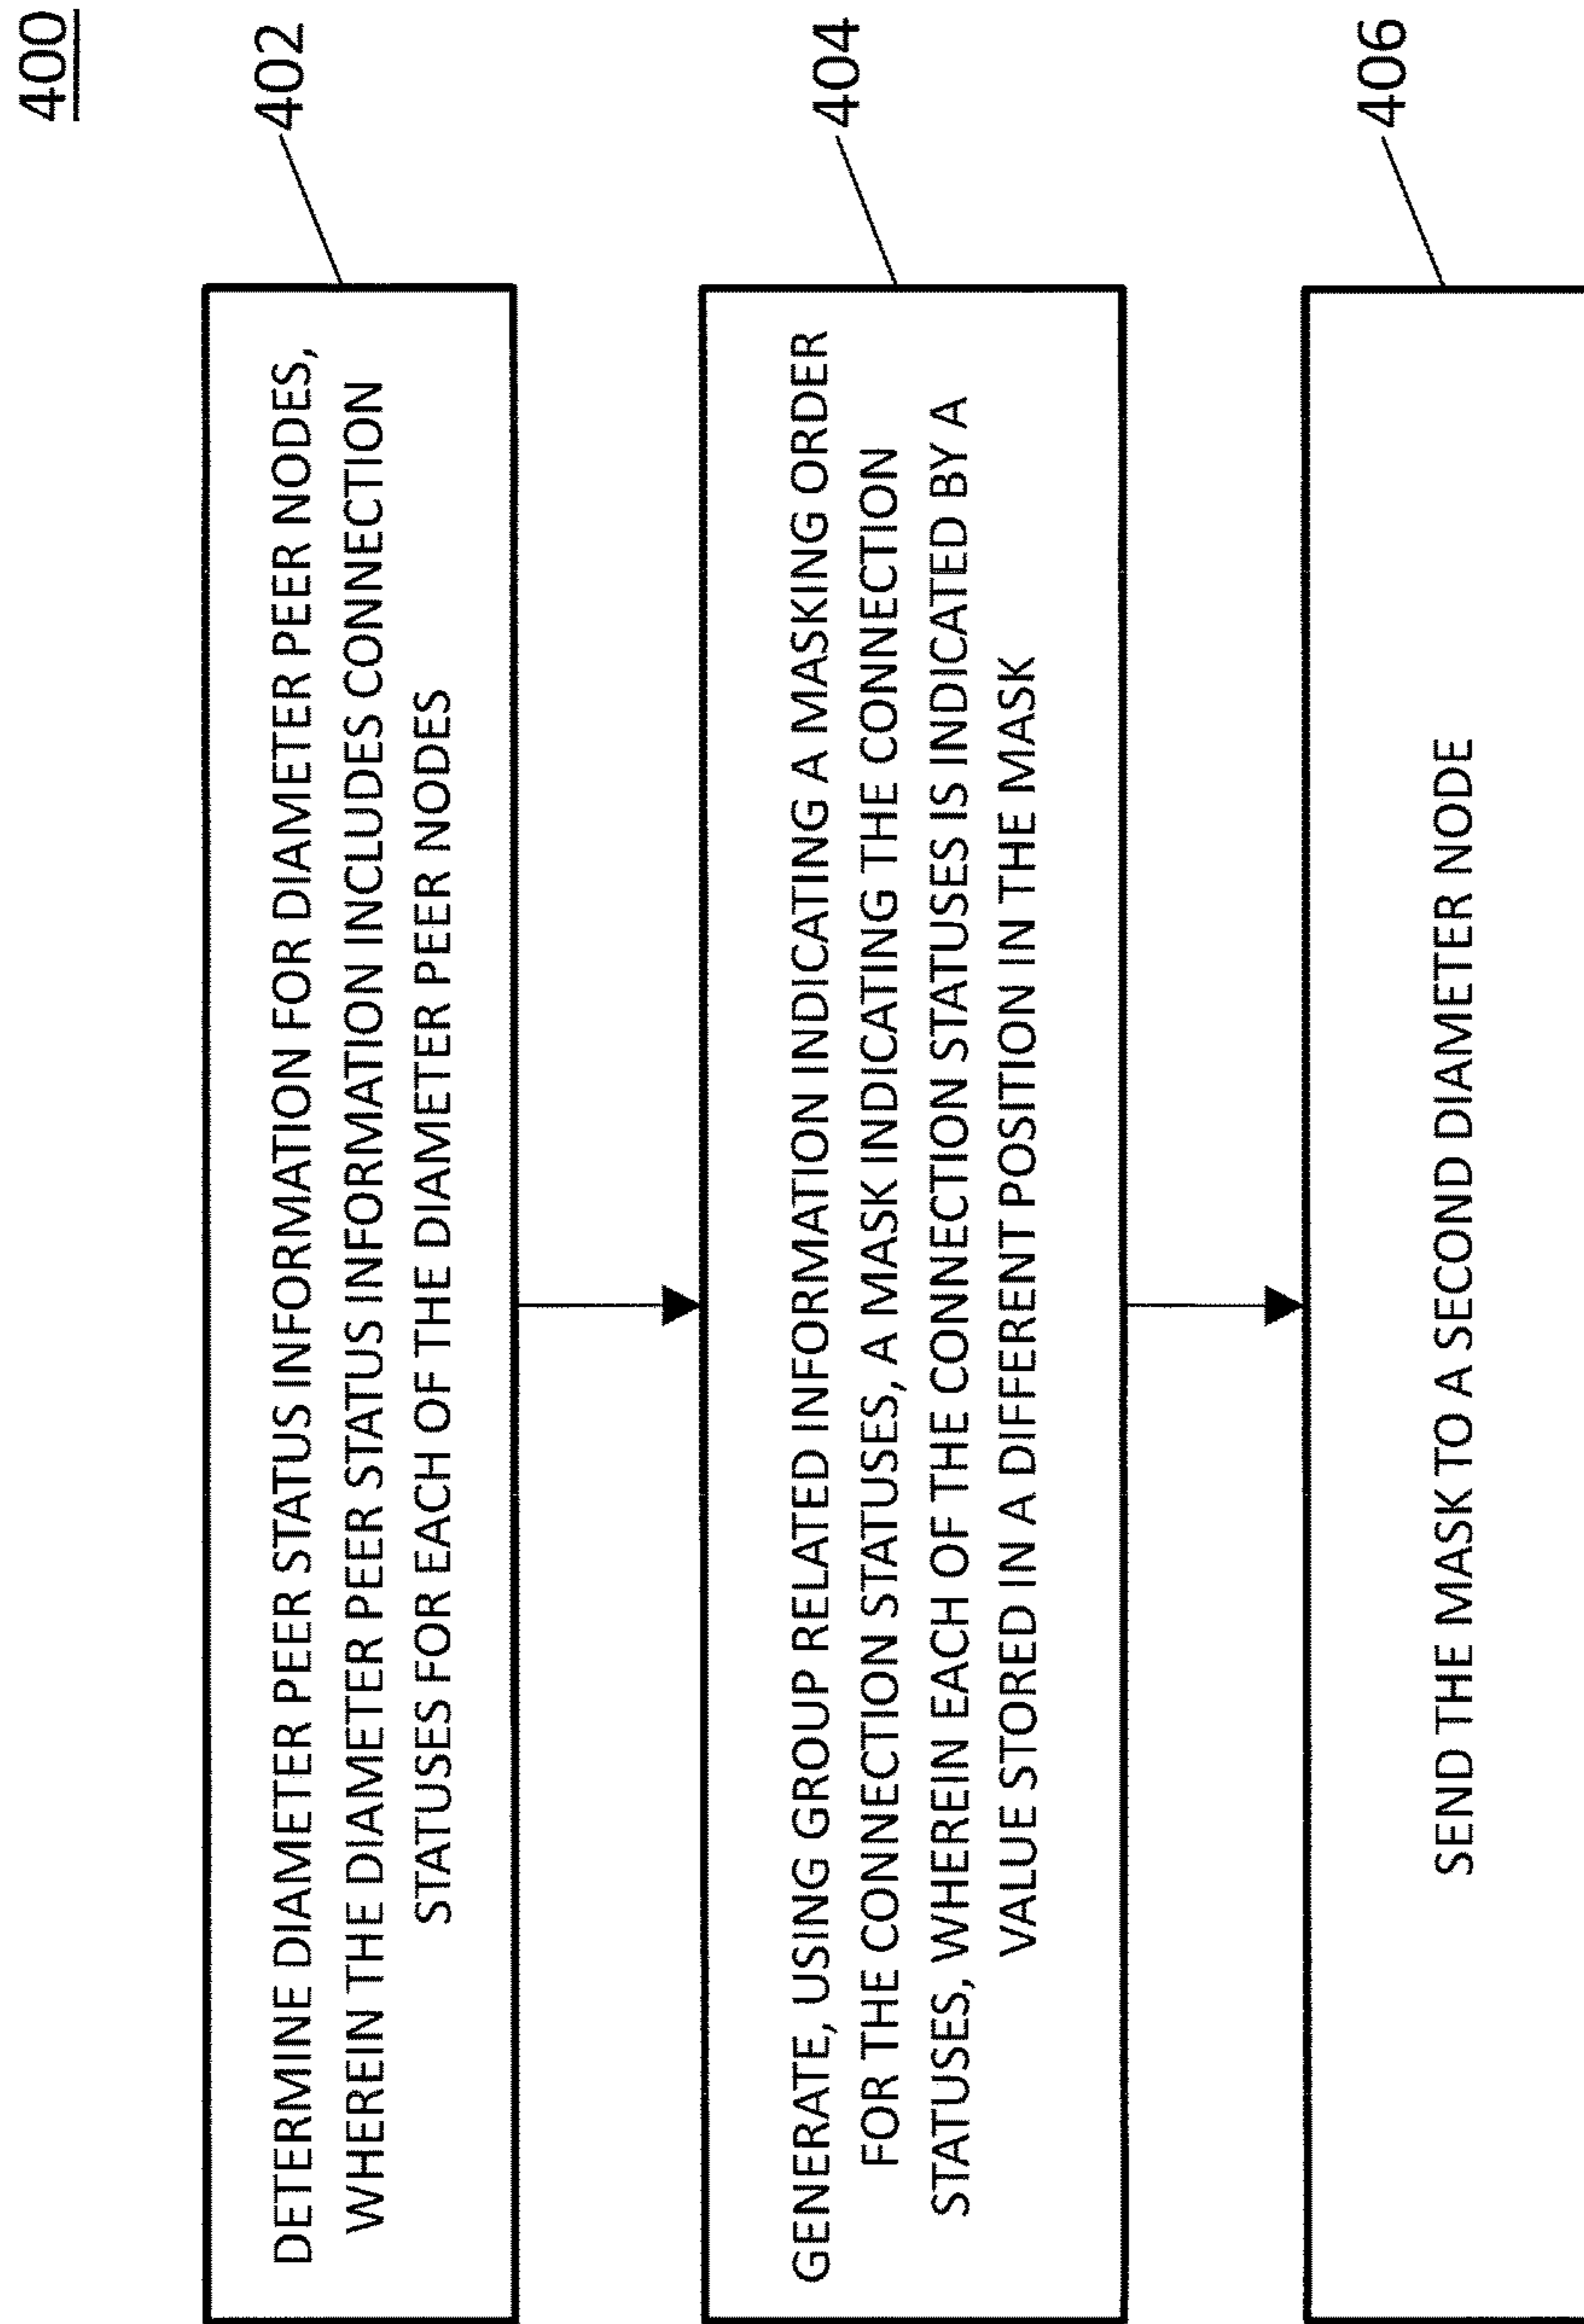 400
402
DETERMINE DIAMETER PEER STATUS INFORMATION FOR DIAMETER PEER NODES,
WHEREIN THE DIAMETER PEER STATUS INFORMATION INCLUDES CONNECTION
STATUSES FOR EACH OF THE DIAMETER PEER NODES
404
GENERATE, USING GROUP RELATED INFORMATION INDICATING A MASKING ORDER
FOR THE CONNECTION STATUSES, A MASK INDICATING THE CONNECTION
STATUSES, WHEREIN EACH OF THE CONNECTION STATUSES IS INDICATED BY A
VALUE STORED IN A DIFFERENT POSITION IN THE MASK
406
SEND THE MASK TO A SECOND DIAMETER NODE